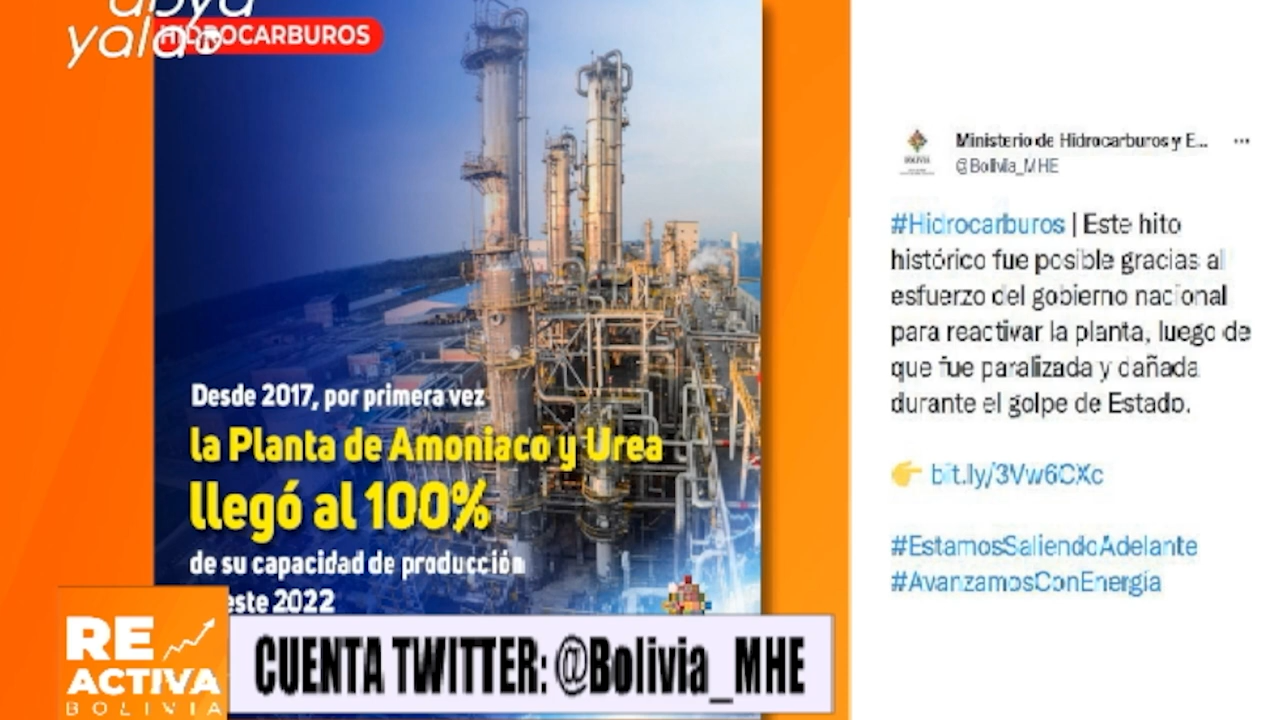 abya
yala
HIDROCARBUROS
Desde 2017, por primera vez
la Planta de Amoniaco y Urea
llegó al 100%
de su capacidad de producción
este 2022
RE
ACTIVA
BOLIVIA
CUENTA TWITTER: @Bolivia_MHE
Ministerio de Hidrocarburos y E...
@Bolivia_MHE
#Hidrocarburos | Este hito
histórico fue posible gracias al
esfuerzo del gobierno nacional
para reactivar la planta, luego de
que fue paralizada y dañada
durante el golpe de Estado.
bit.ly/3Vw6CXc
#EstamosSaliendoAdelante
#AvanzamosConEnergía